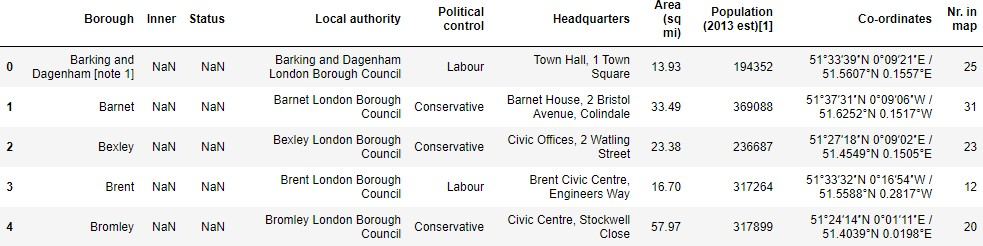 Borough Inner Status Local authority Political control Headquarters Area (sq mi) Population (2013 est)[1] Co-ordinates Nr. in map
0 Barking and Dagenham [note 1] NaN NaN Barking and Dagenham London Borough Council Labour Town Hall, 1 Town Square 13.93 194352 51°33′39″N 0°09′21″E / 51.5607°N 0.1557°E 25
1 Barnet NaN NaN Barnet London Borough Council Conservative Barnet House, 2 Bristol Avenue, Colindale 33.49 369088 51°37′31″N 0°09′06″W / 51.6252°N 0.1517°W 31
2 Bexley NaN NaN Bexley London Borough Council Conservative Civic Offices, 2 Watling Street 23.38 236687 51°27′18″N 0°09′02″E / 51.4549°N 0.1505°E 23
3 Brent NaN NaN Brent London Borough Council Labour Brent Civic Centre, Engineers Way 16.70 317264 51°33′32″N 0°16′54″W / 51.5588°N 0.2817°W 12
4 Bromley NaN NaN Bromley London Borough Council Conservative Civic Centre, Stockwell Close 57.97 317899 51°24′14″N 0°01′11″E / 51.4039°N 0.0198°E 20